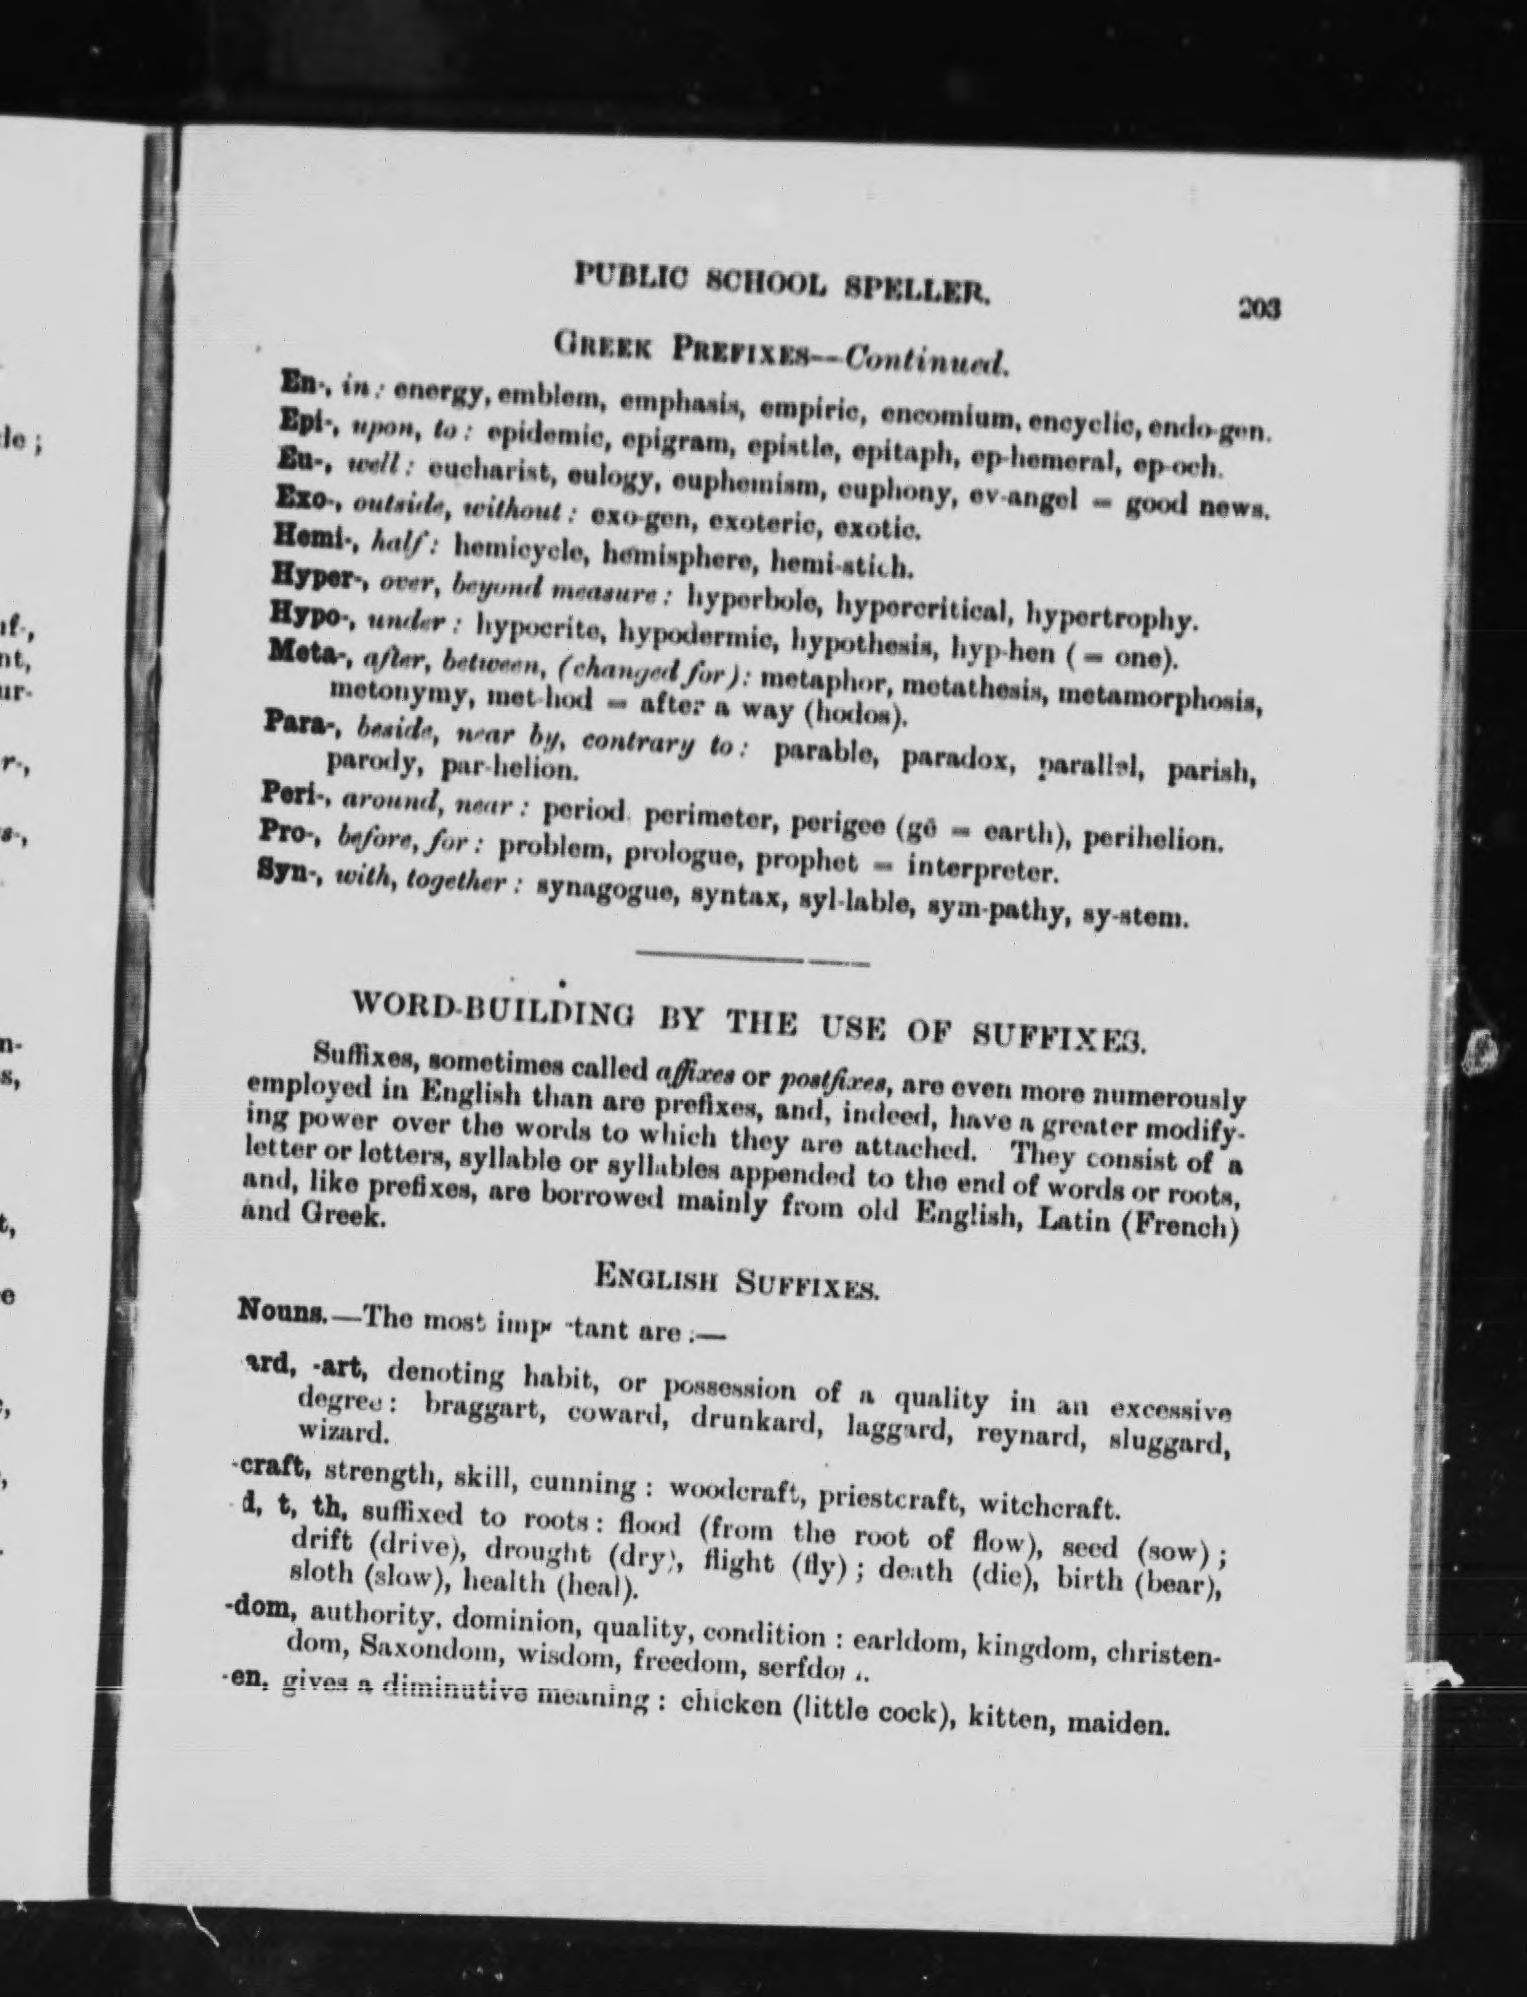 PUBLIC SCHOOL SPELLER.
203
GREEK PREFIXES—Continued.
En-, in: energy, emblem, emphasis, empiric, encomium, encyclic, endo-gen.
Epi-, upon, to: epidemic, epigram, epistle, epitaph, ep-hemeral, ep-och.
Eu-, well: eucharist, eulogy, euphemism, euphony, ev-angel = good news.
Exo-, outside, without: exo-gen, exoteric, exotic.
Hemi-, half: hemicycle, hemisphere, hemi-stich.
Hyper-, over, beyond measure: hyperbole, hypercritical, hypertrophy.
Hypo-, under: hypocrite, hypodermic, hypothesis, hyp-hen (= one).
Meta-, after, between, (changed for): metaphor, metathesis, metamorphosis,
metonymy, met-hod = after a way (hodos).
Para-, beside, near by, contrary to: parable, paradox, parallel, parish,
parody, par-helion.
Peri-, around, near: period, perimeter, perigee (gê = earth), perihelion.
Pro-, before, for: problem, prologue, prophet = interpreter.
Syn-, with, together: synagogue, syntax, syl-lable, sym-pathy, sy-stem.
WORD-BUILDING BY THE USE OF SUFFIXES.
Suffixes, sometimes called affixes or postfixes, are even more numerously
employed in English than are prefixes, and, indeed, have a greater modify-
ing power over the words to which they are attached. They consist of a
letter or letters, syllable or syllables appended to the end of words or roots,
and, like prefixes, are borrowed mainly from old English, Latin (French)
and Greek.
ENGLISH SUFFIXES.
Nouns.—The most imp -tant are:—
ard, -art, denoting habit, or possession of a quality in an excessive
degree: braggart, coward, drunkard, laggard, reynard, sluggard,
wizard.
-craft, strength, skill, cunning: woodcraft, priestcraft, witchcraft.
d, t, th, suffixed to roots: flood (from the root of flow), seed (sow);
drift (drive), drought (dry), flight (fly); death (die), birth (bear),
sloth (slow), health (heal).
-dom, authority, dominion, quality, condition: earldom, kingdom, christen-
dom, Saxondom, wisdom, freedom, serfdom.
-en, gives a diminutive meaning: chicken (little cock), kitten, maiden.